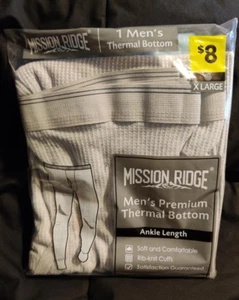 MISSION RIDGE
1 Men's
Thermal Bottom
$8
X LARGE
MISSION RIDGE
Men's Premium
Thermal Bottom
Ankle Length
Soft and Comfortable
Rib-knit Cuffs
Satisfaction Guaranteed